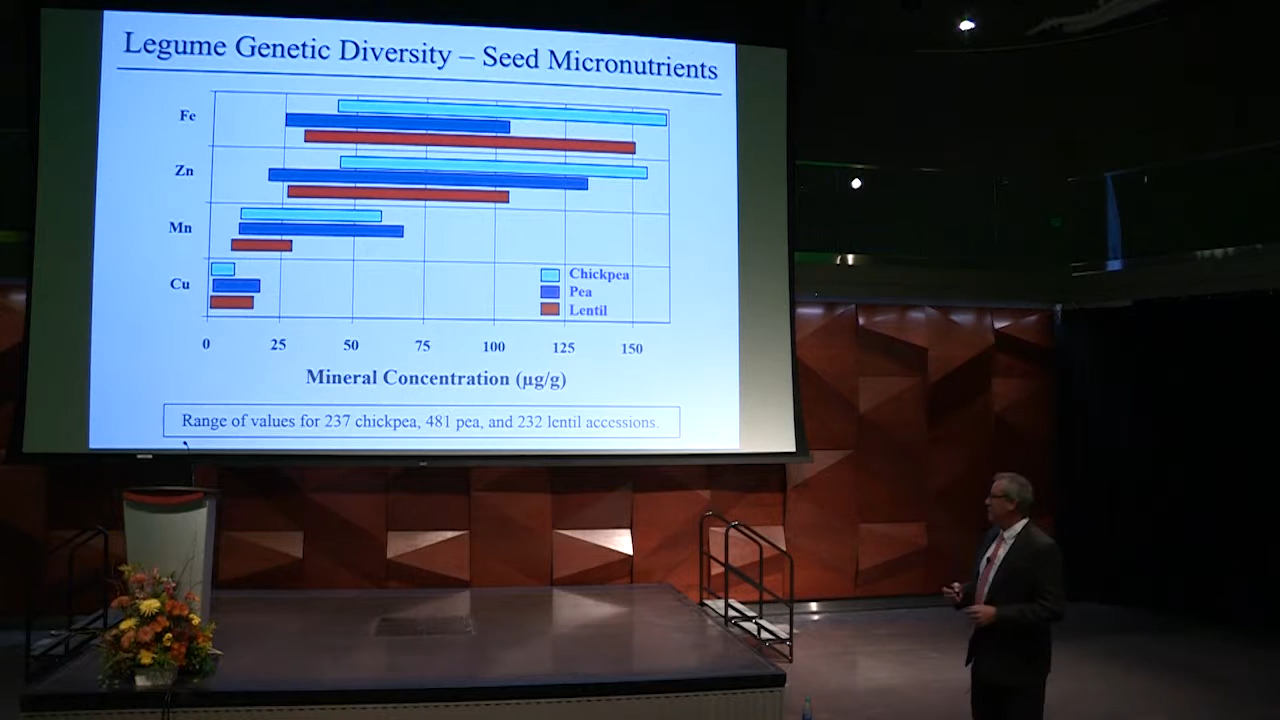 Legume Genetic Diversity – Seed Micronutrients
Fe
Zn
Mn
Cu
Chickpea
Pea
Lentil
0 25 50 75 100 125 150
Mineral Concentration (µg/g)
Range of values for 237 chickpea, 481 pea, and 232 lentil accessions.